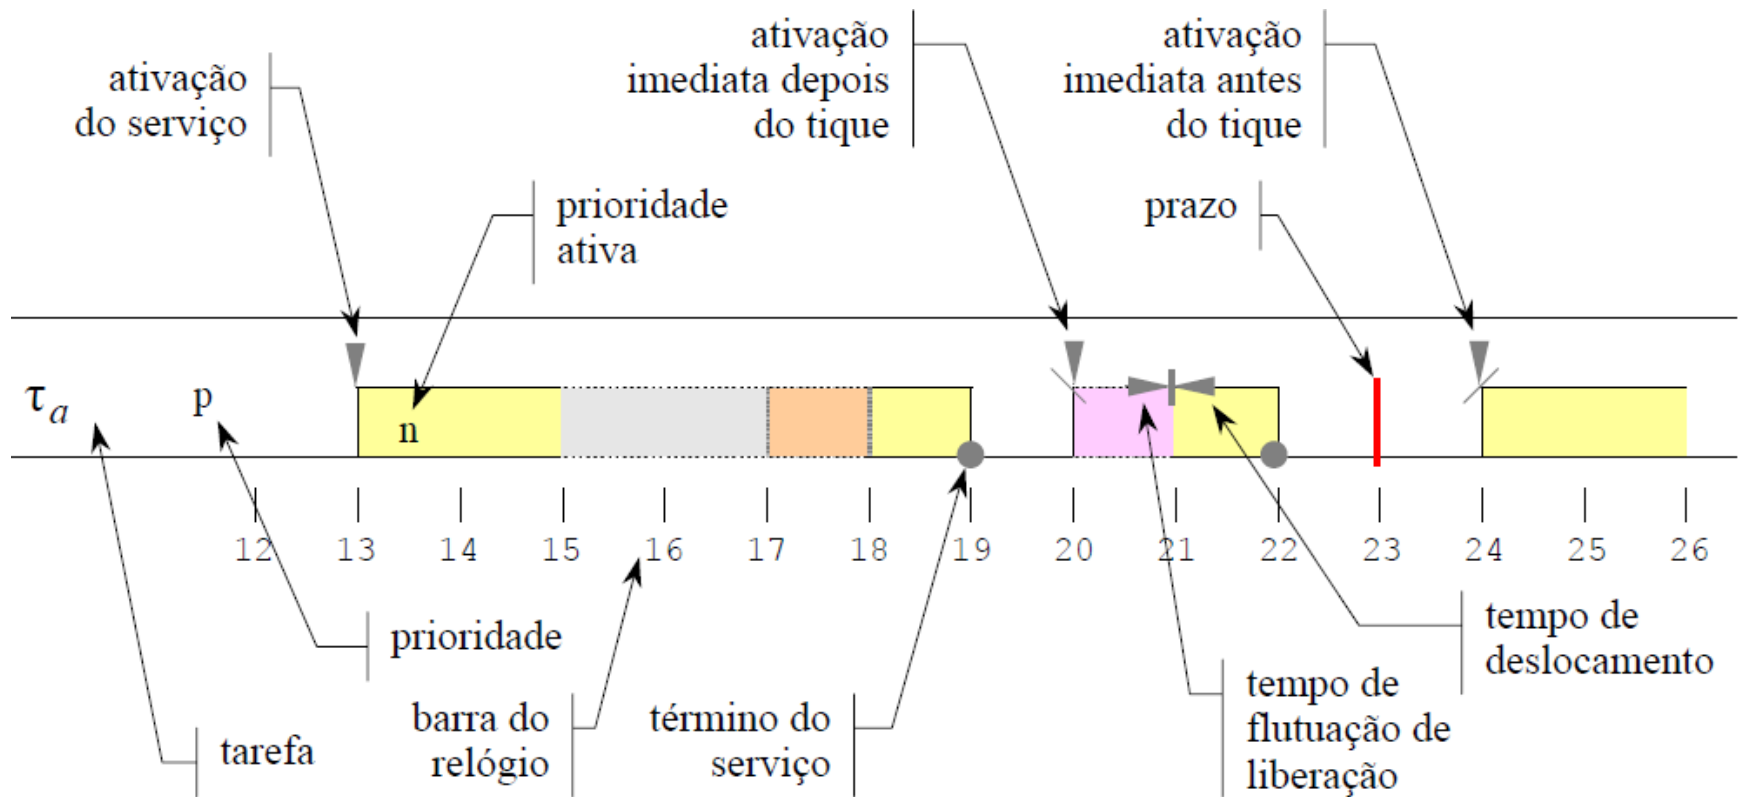 ativação
do serviço
ativação
imediata depois
do tique
ativação
imediata antes
do tique
prioridade
ativa
prazo
τa
p
n
12 13 14 15 16 17 18 19 20 21 22 23 24 25 26
prioridade
tarefa
barra do
relógio
término do
serviço
tempo de
flutuação de
liberação
tempo de
deslocamento